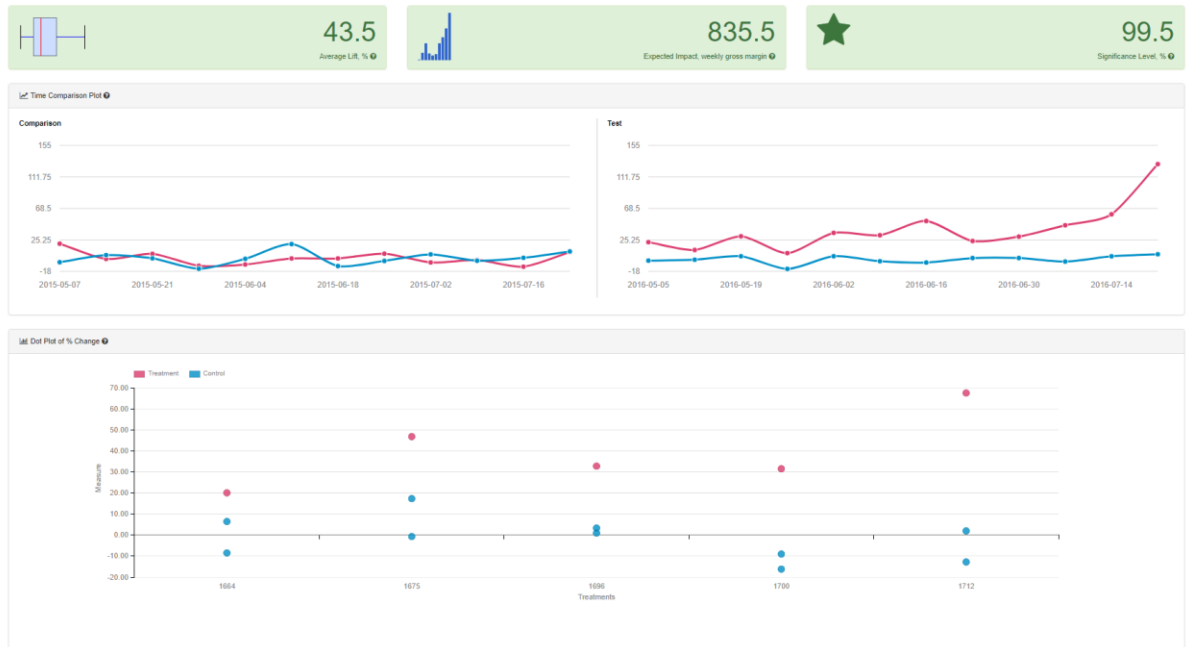 43.5
Average Lift, %
835.5
Expected Impact, weekly gross margin
99.5
Significance Level, %
Time Comparison Plot
Comparison
155
111.75
68.5
25.25
-18
2015-05-07 2015-05-21 2015-06-04 2015-06-18 2015-07-02 2015-07-16
Test
155
111.75
68.5
25.25
-18
2016-05-05 2016-05-19 2016-06-02 2016-06-16 2016-06-30 2016-07-14
Dot Plot of % Change
Treatment Control
70.00
60.00
50.00
40.00
30.00
20.00
10.00
0.00
-10.00
-20.00
Measure
1664 1675 1696 1700 1712
Treatments